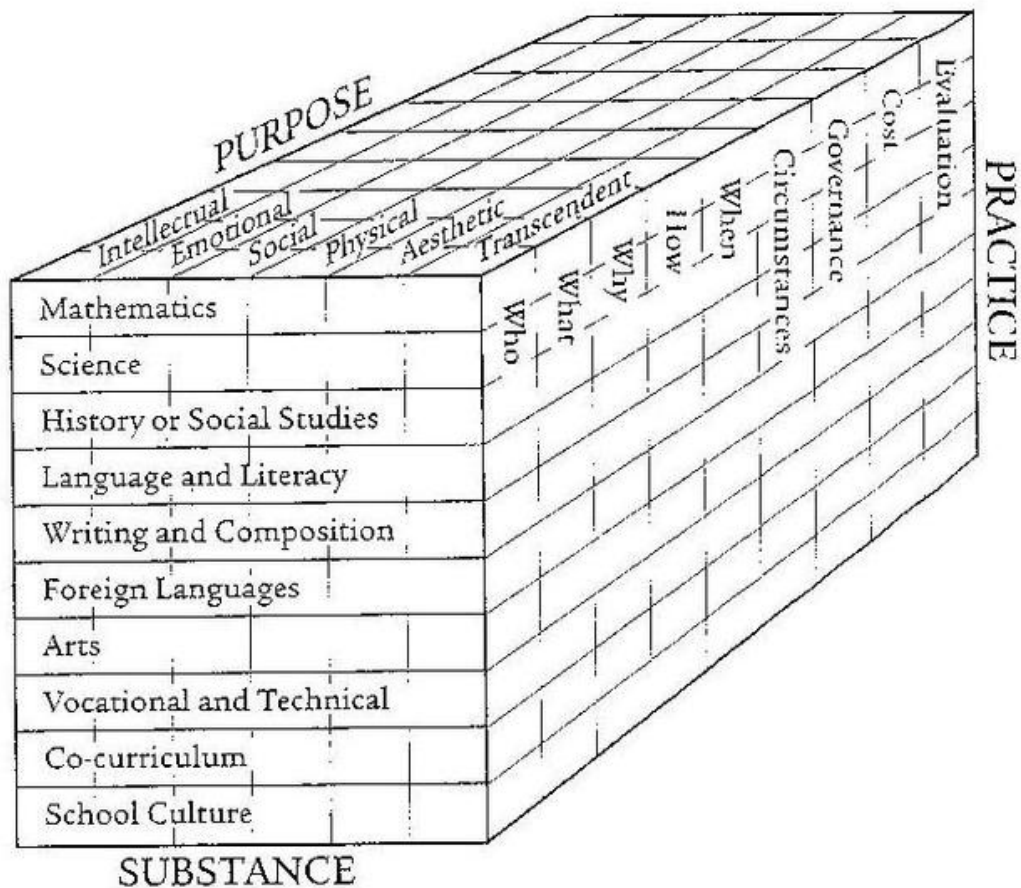 PURPOSE
Intellectual
Emotional
Social
Physical
Aesthetic
Transcendent
Mathematics
Science
History or Social Studies
Language and Literacy
Writing and Composition
Foreign Languages
Arts
Vocational and Technical
Co-curriculum
School Culture
SUBSTANCE
Who
What
Why
How
When
Circumstances
Governance
Cost
Evaluation
PRACTICE